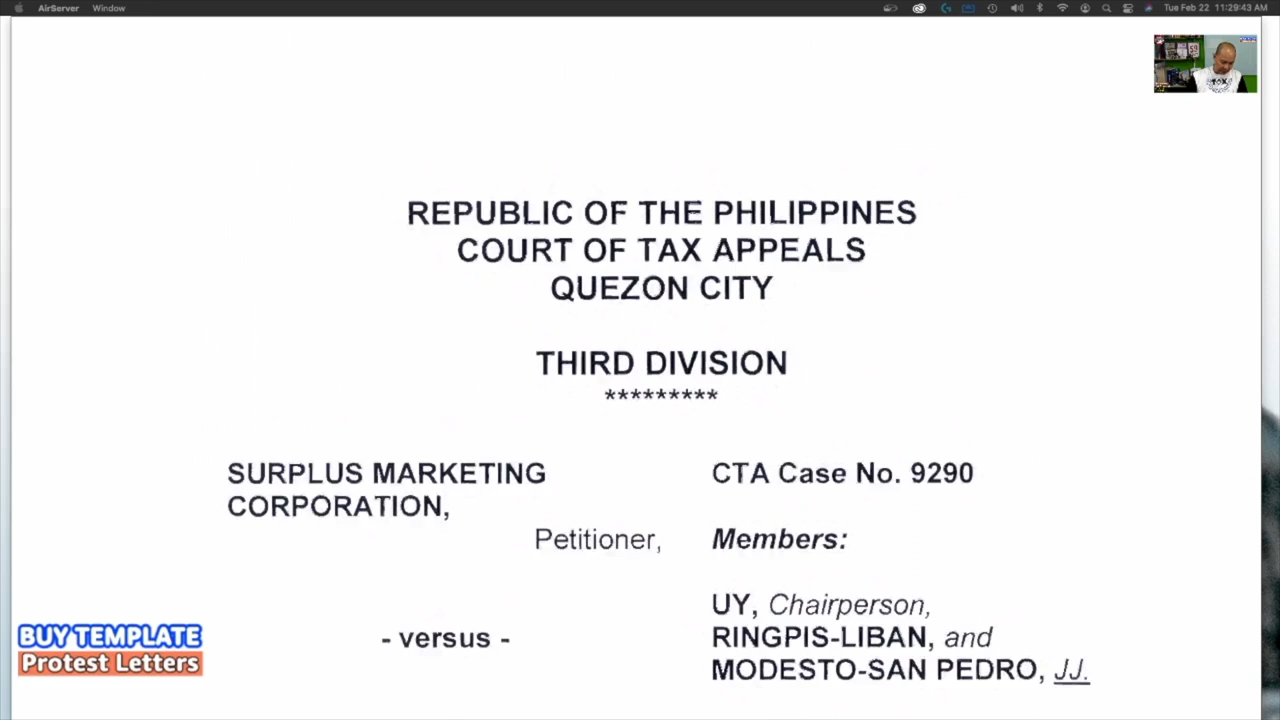 AirServer Window Tue Feb 22 11:29:43 AM
REPUBLIC OF THE PHILIPPINES
COURT OF TAX APPEALS
QUEZON CITY
THIRD DIVISION
*********
SURPLUS MARKETING CORPORATION,
CTA Case No. 9290
Petitioner,
Members:
UY, Chairperson,
- versus -
RINGPIS-LIBAN, and
MODESTO-SAN PEDRO, JJ.
BUY TEMPLATE
Protest Letters